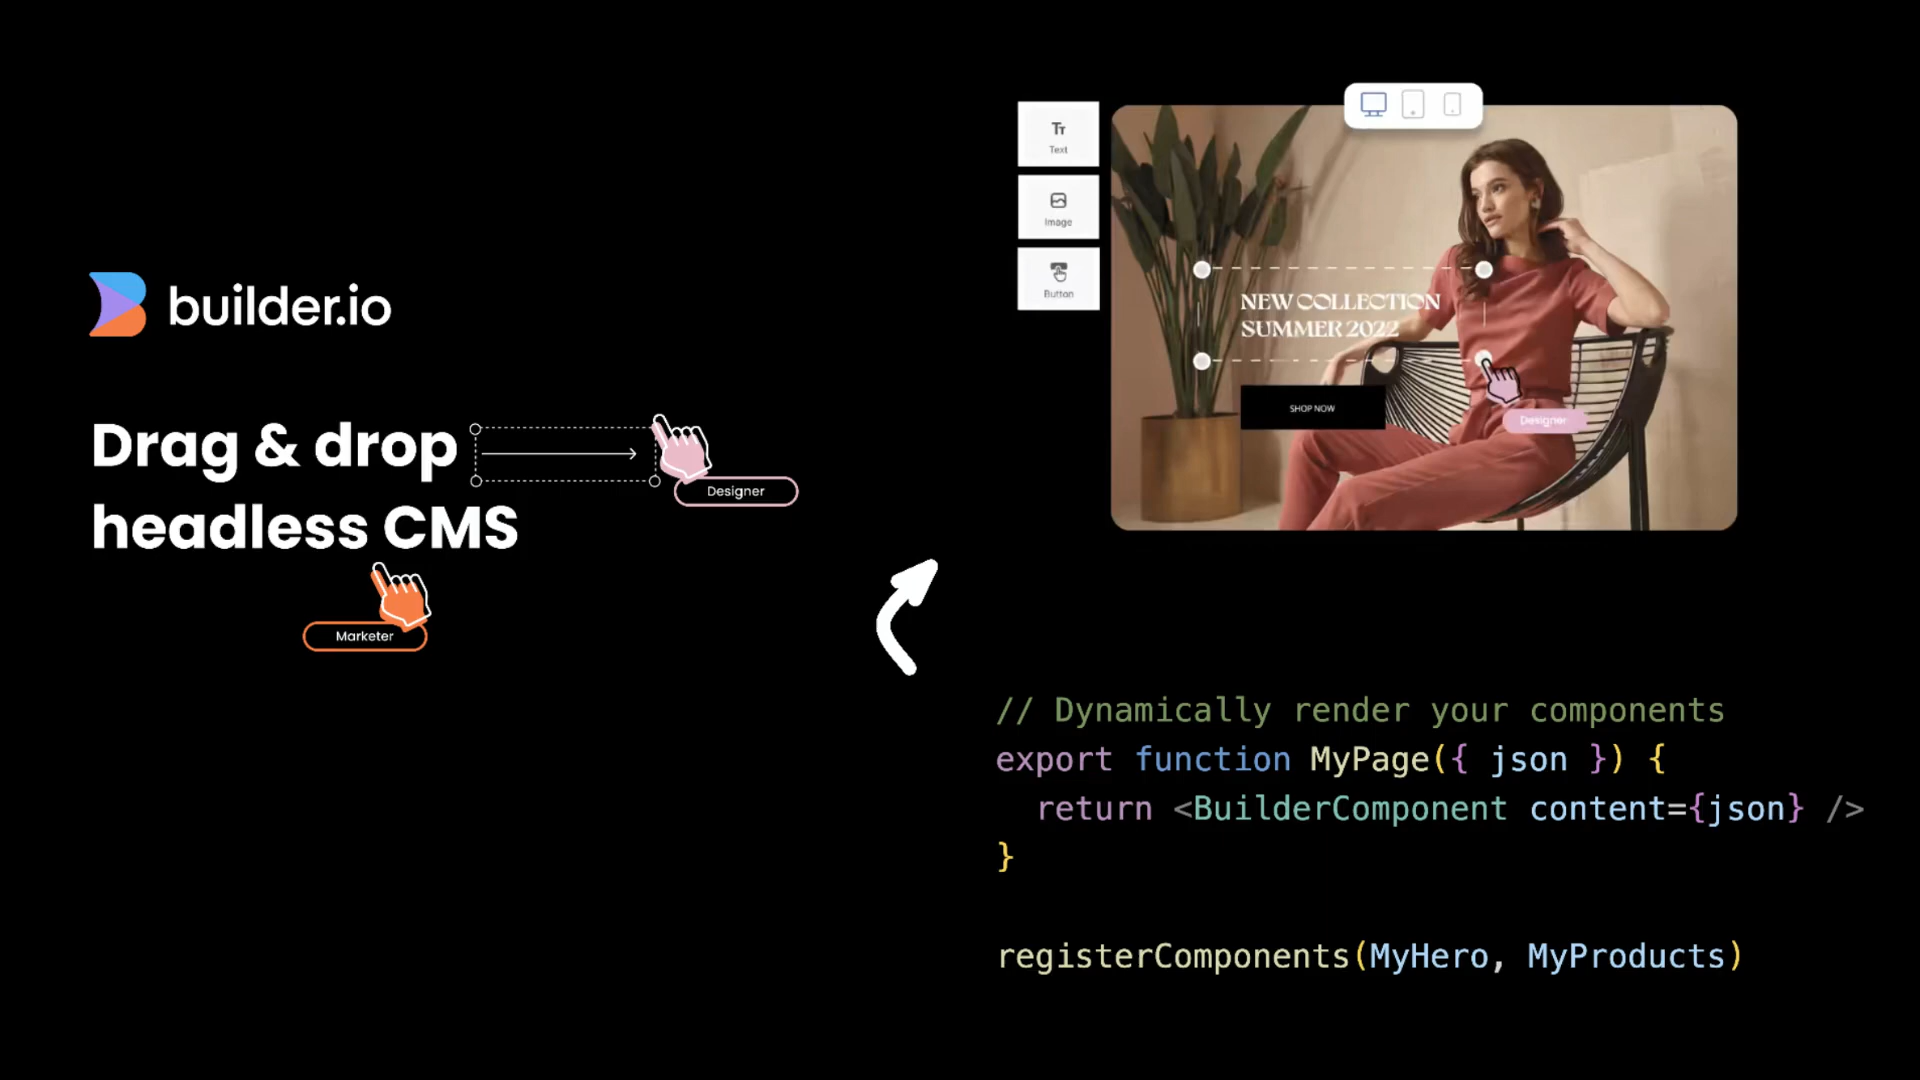 builder.io
Drag & drop
Designer
headless CMS
Marketer
Text
Image
Button
NEW COLLECTION
SUMMER 2022
SHOP NOW
Designer
// Dynamically render your components
export function MyPage({ json }) {
  return <BuilderComponent content={json} />
}
registerComponents(MyHero, MyProducts)